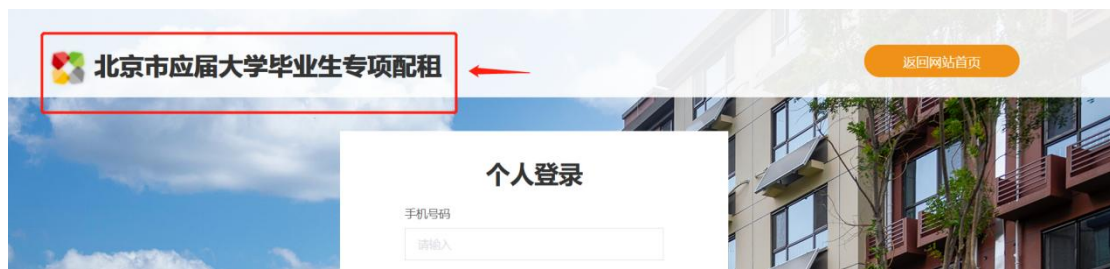 北京市应届大学毕业生专项配租
返回网站首页
个人登录
手机号码
请输入